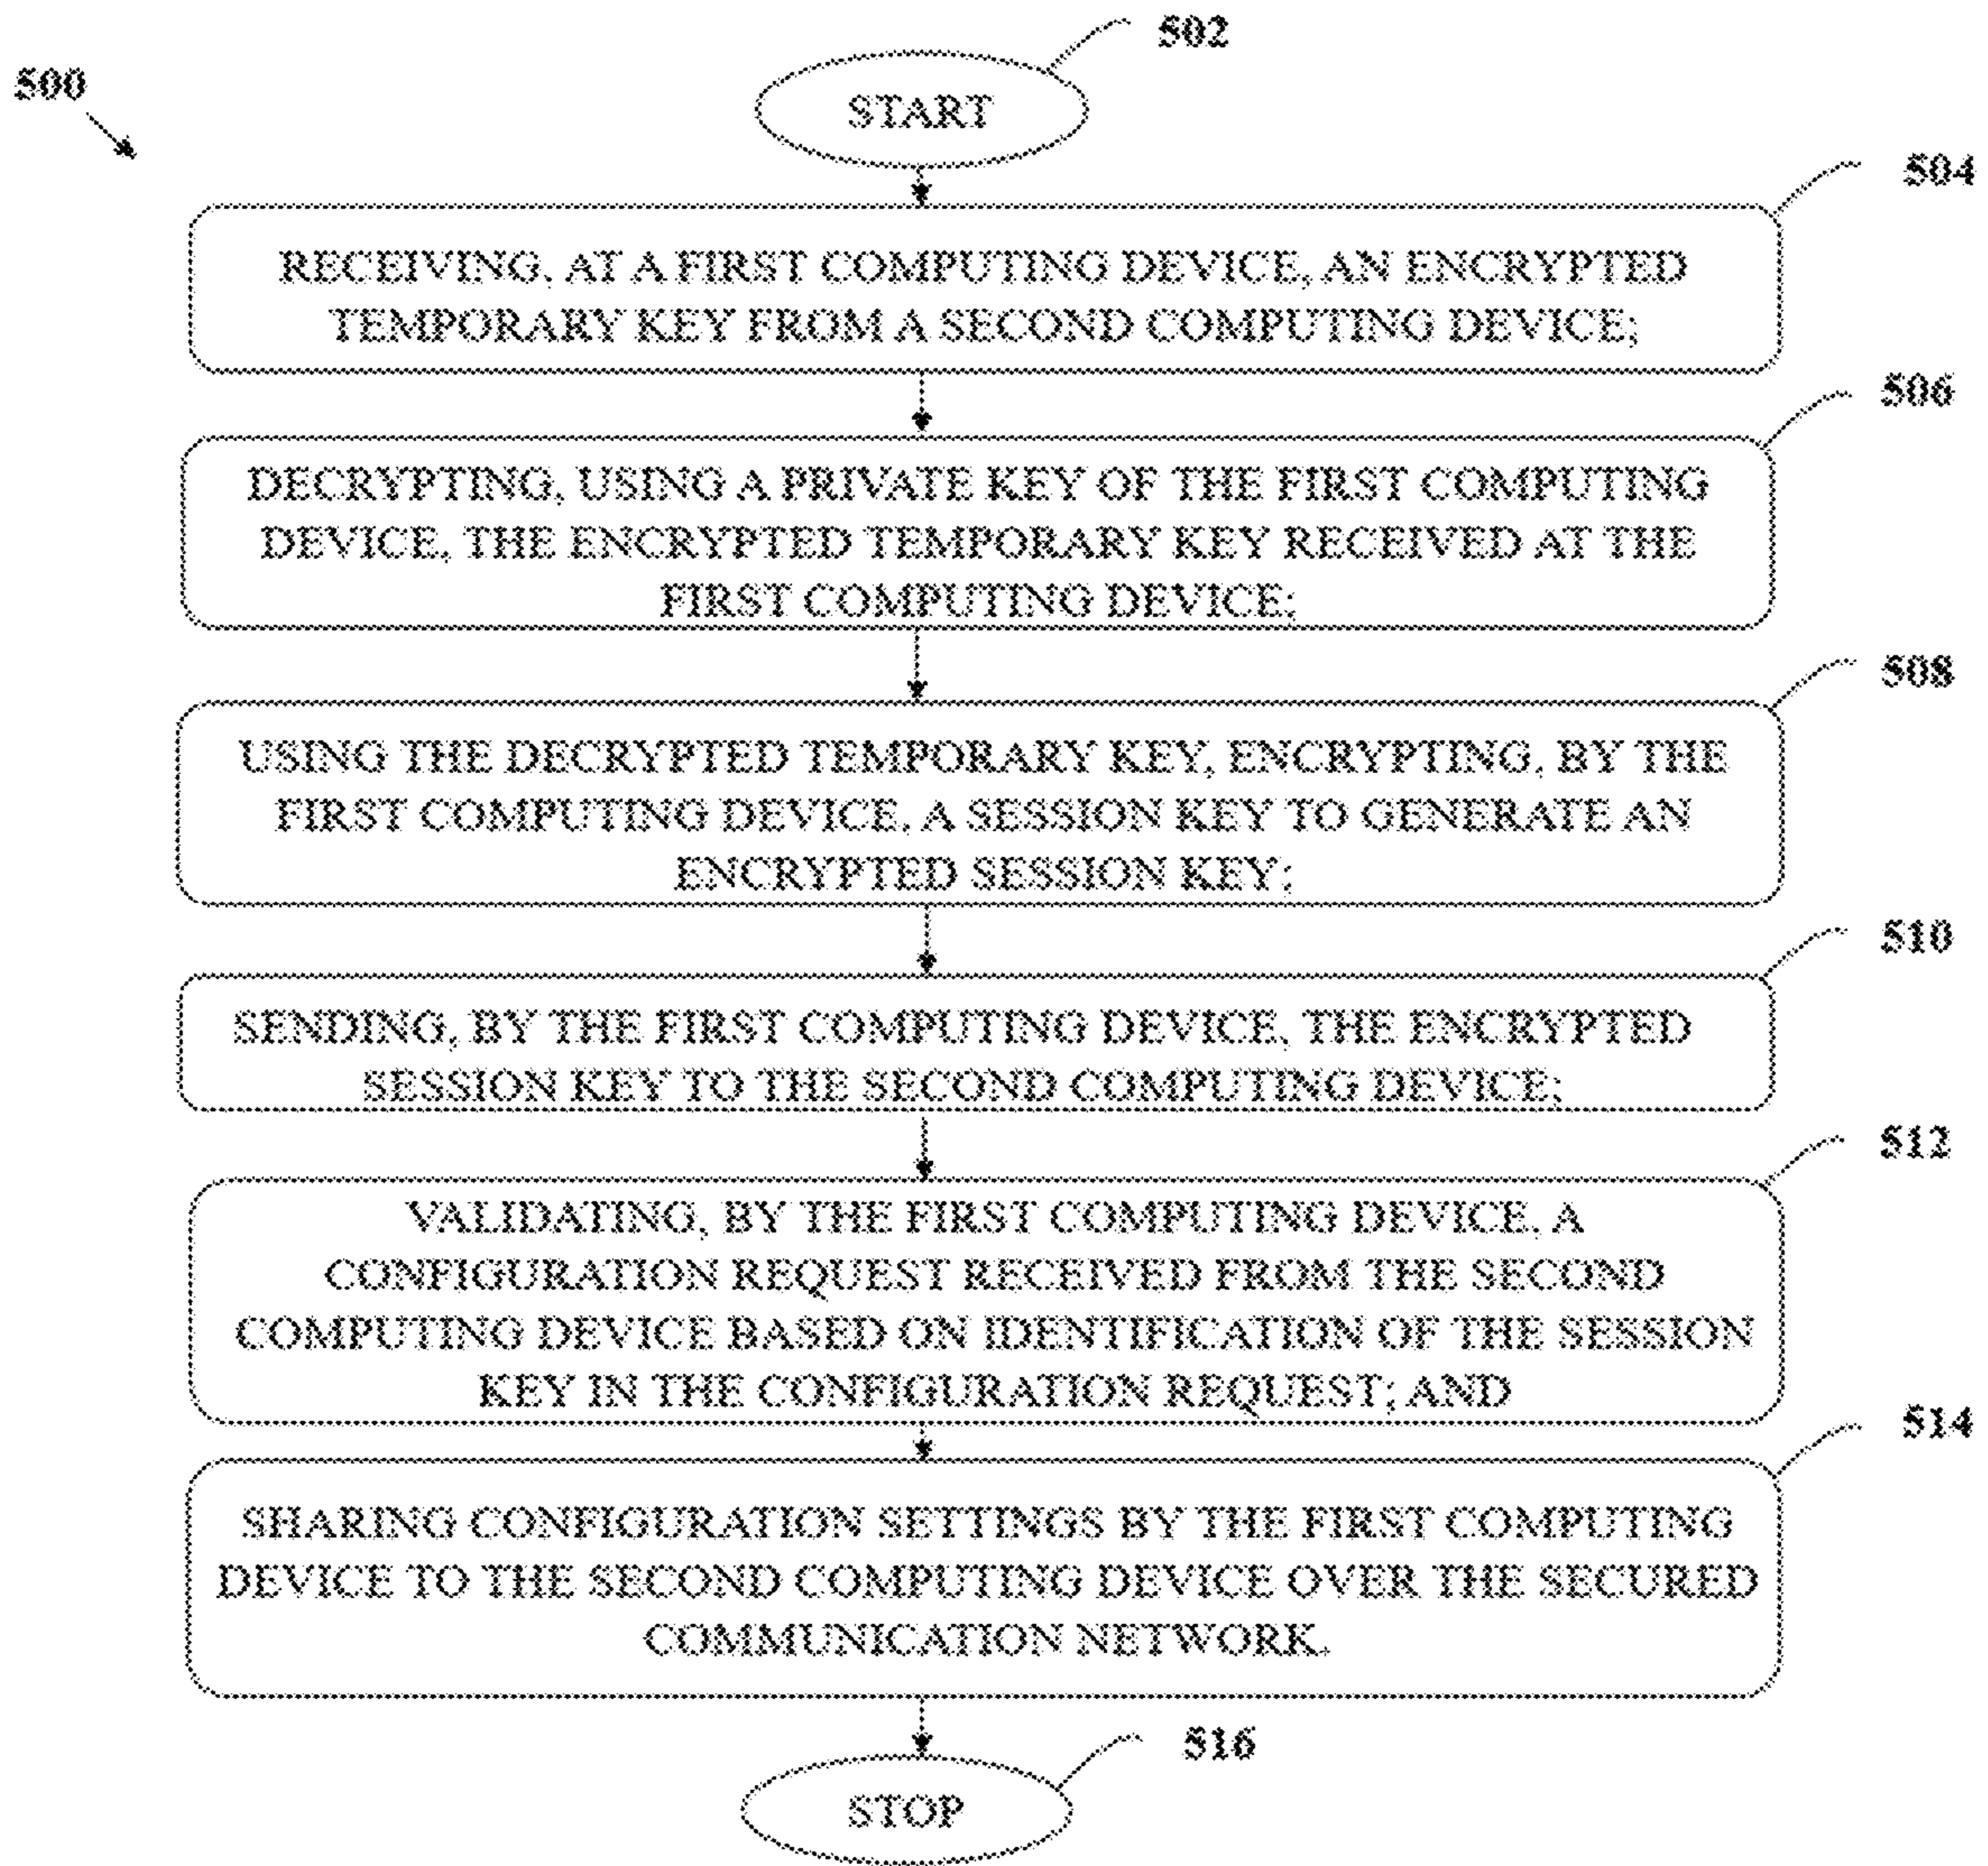 502
500
START
504
RECEIVING, AT A FIRST COMPUTING DEVICE, AN ENCRYPTED
TEMPORARY KEY FROM A SECOND COMPUTING DEVICE;
506
DECRYPTING, USING A PRIVATE KEY OF THE FIRST COMPUTING
DEVICE, THE ENCRYPTED TEMPORARY KEY RECEIVED AT THE
FIRST COMPUTING DEVICE;
508
USING THE DECRYPTED TEMPORARY KEY, ENCRYPTING, BY THE
FIRST COMPUTING DEVICE, A SESSION KEY TO GENERATE AN
ENCRYPTED SESSION KEY;
510
SENDING, BY THE FIRST COMPUTING DEVICE, THE ENCRYPTED
SESSION KEY TO THE SECOND COMPUTING DEVICE;
512
VALIDATING, BY THE FIRST COMPUTING DEVICE, A
CONFIGURATION REQUEST RECEIVED FROM THE SECOND
COMPUTING DEVICE BASED ON IDENTIFICATION OF THE SESSION
KEY IN THE CONFIGURATION REQUEST; AND
514
SHARING CONFIGURATION SETTINGS BY THE FIRST COMPUTING
DEVICE TO THE SECOND COMPUTING DEVICE OVER THE SECURED
COMMUNICATION NETWORK.
516
STOP